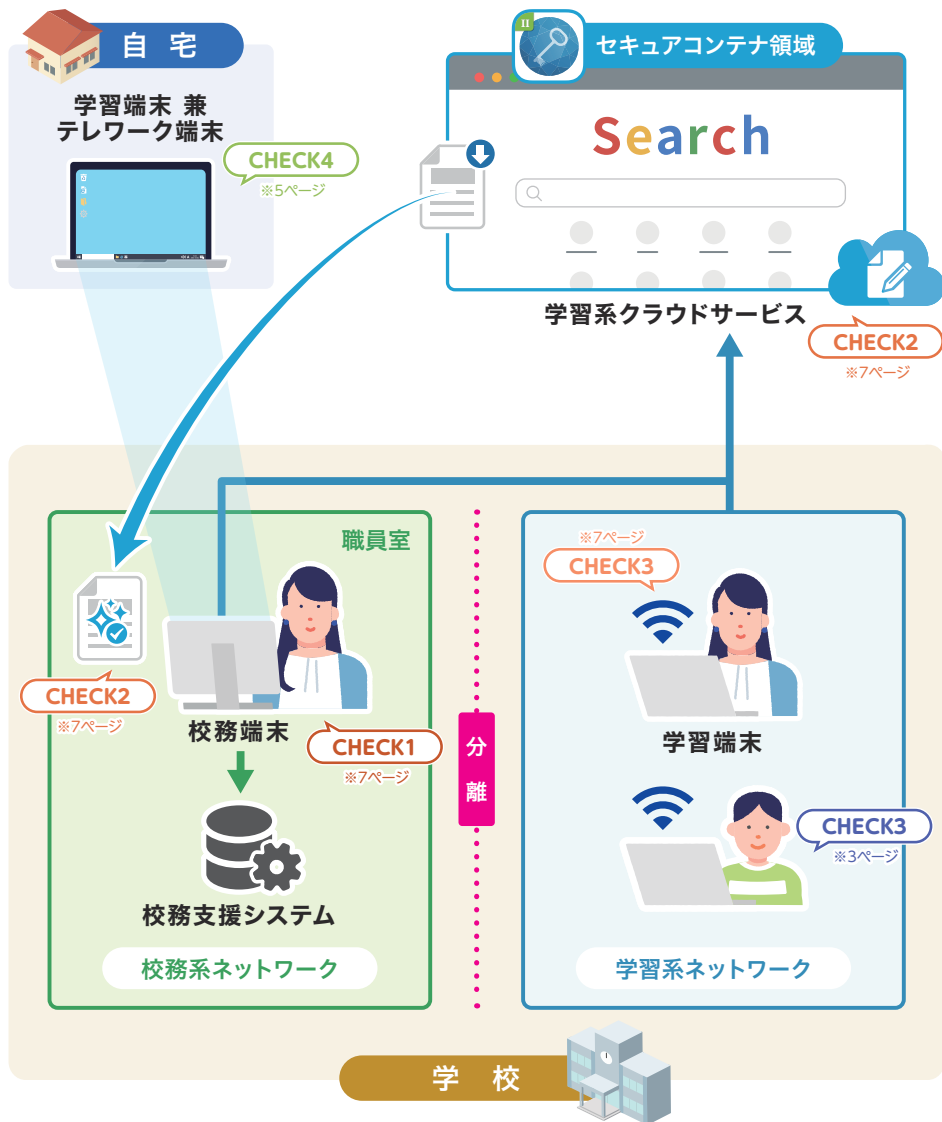 自宅
学習端末 兼
テレワーク端末
CHECK4
※5ページ
II
セキュアコンテナ領域
Search
学習系クラウドサービス
CHECK2
※7ページ
職員室
CHECK2
※7ページ
校務端末
CHECK1
※7ページ
校務支援システム
校務系ネットワーク
分離
※7ページ
CHECK3
学習端末
CHECK3
※3ページ
学習系ネットワーク
学校